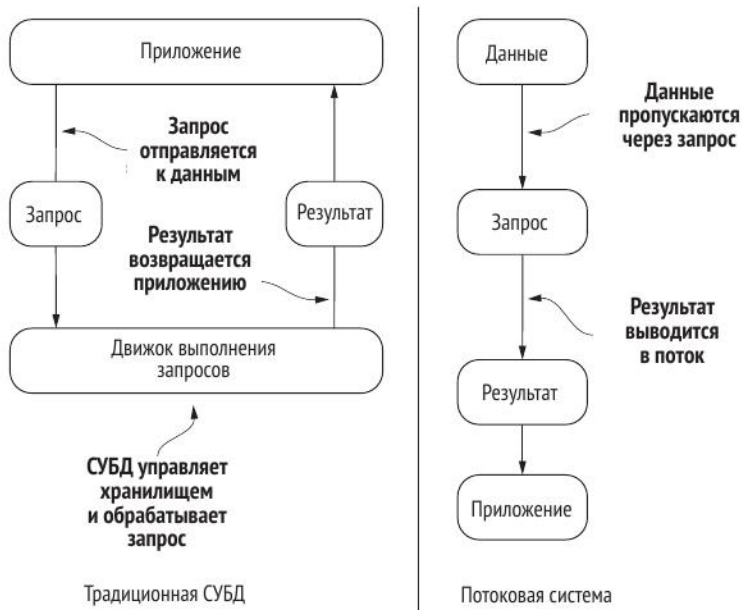 Приложение
Запрос
отправляется
к данным
Запрос
Результат
Результат
возвращается
приложению
Движок выполнения
запросов
СУБД управляет
хранилищем
и обрабатывает
запрос
Традиционная СУБД
Данные
Данные
пропускаются
через запрос
Запрос
Результат
выводится
в поток
Результат
Приложение
Потоковая система